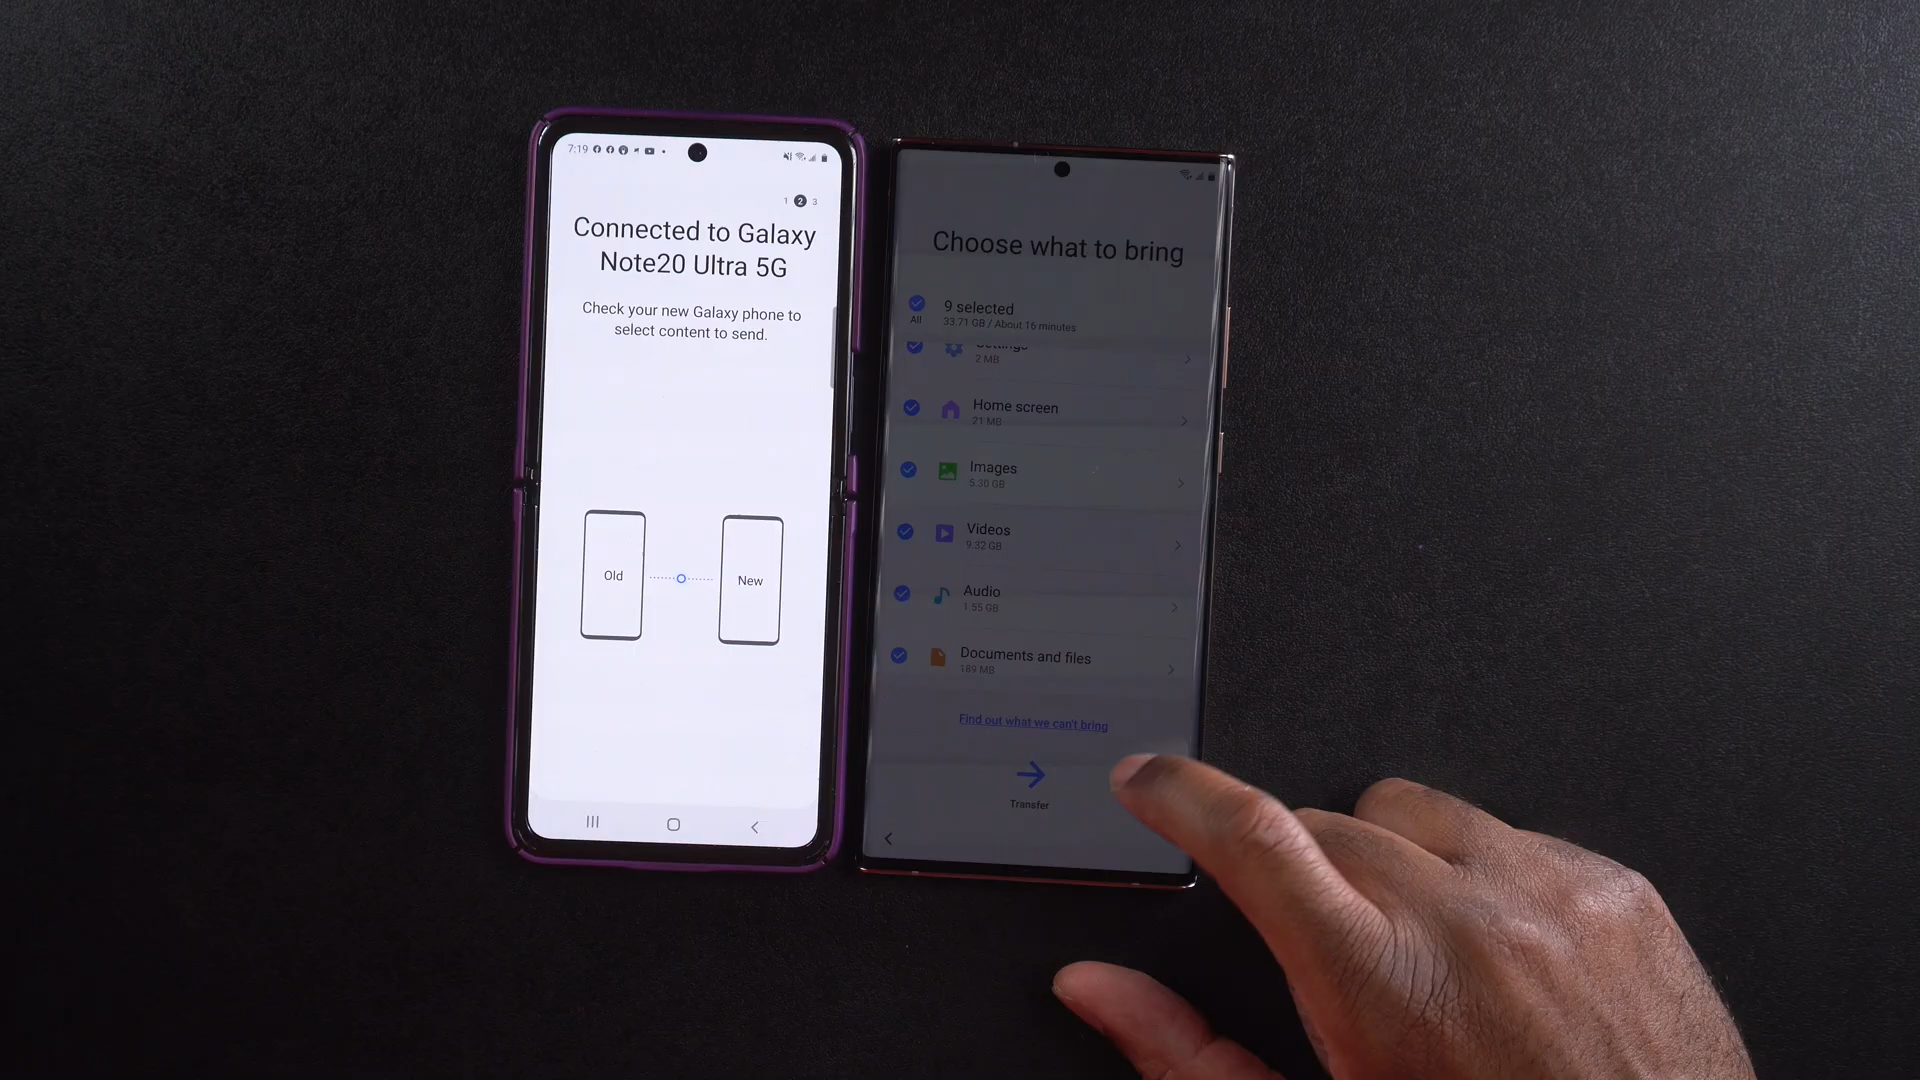 7:19
1 2 3
Connected to Galaxy
Note20 Ultra 5G
Check your new Galaxy phone to
select content to send.
Old
New
Choose what to bring
All
9 selected
33.71 GB / About 16 minutes
Settings
2 MB
Home screen
21 MB
Images
5.30 GB
Videos
9.32 GB
Audio
1.55 GB
Documents and files
189 MB
Find out what we can't bring
Transfer